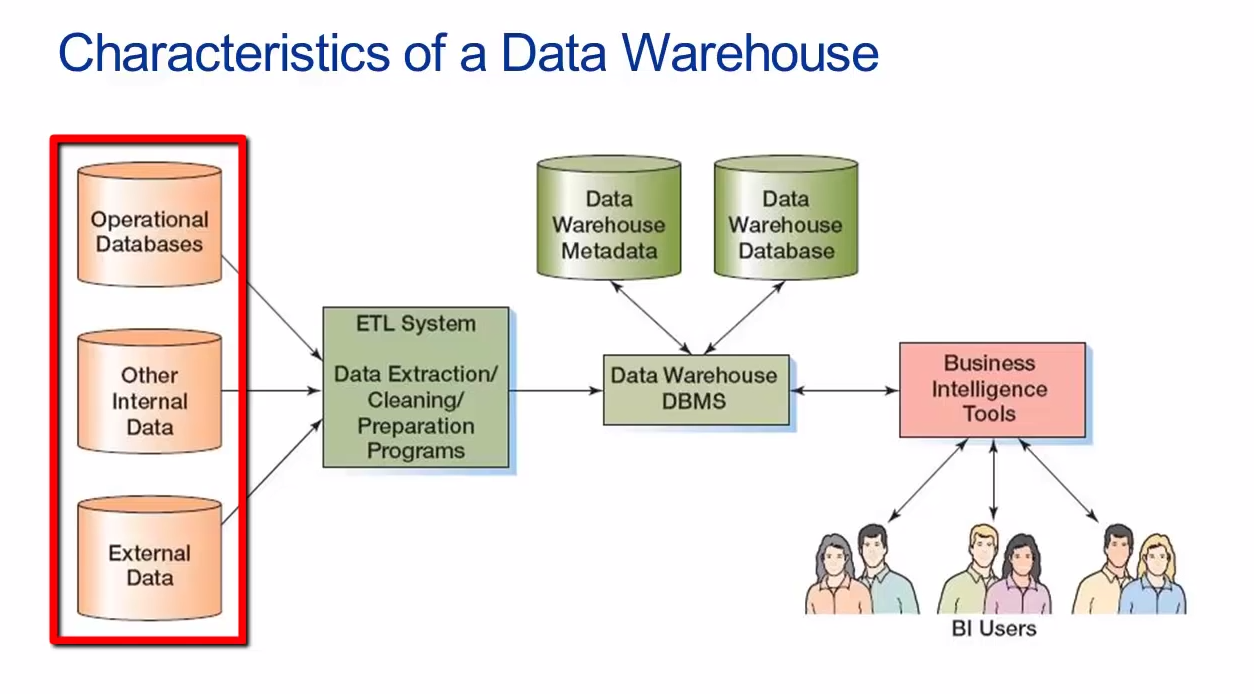 Characteristics of a Data Warehouse
Operational
Databases
Other
Internal
Data
External
Data
ETL System
Data Extraction/
Cleaning/
Preparation
Programs
Data
Warehouse
Metadata
Data
Warehouse
Database
Data Warehouse
DBMS
Business
Intelligence
Tools
BI Users